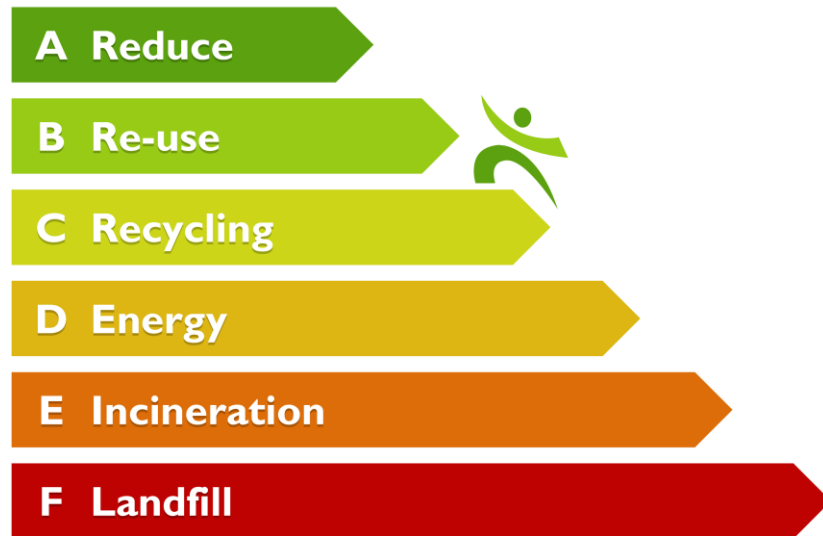 A Reduce
B Re-use
C Recycling
D Energy
E Incineration
F Landfill